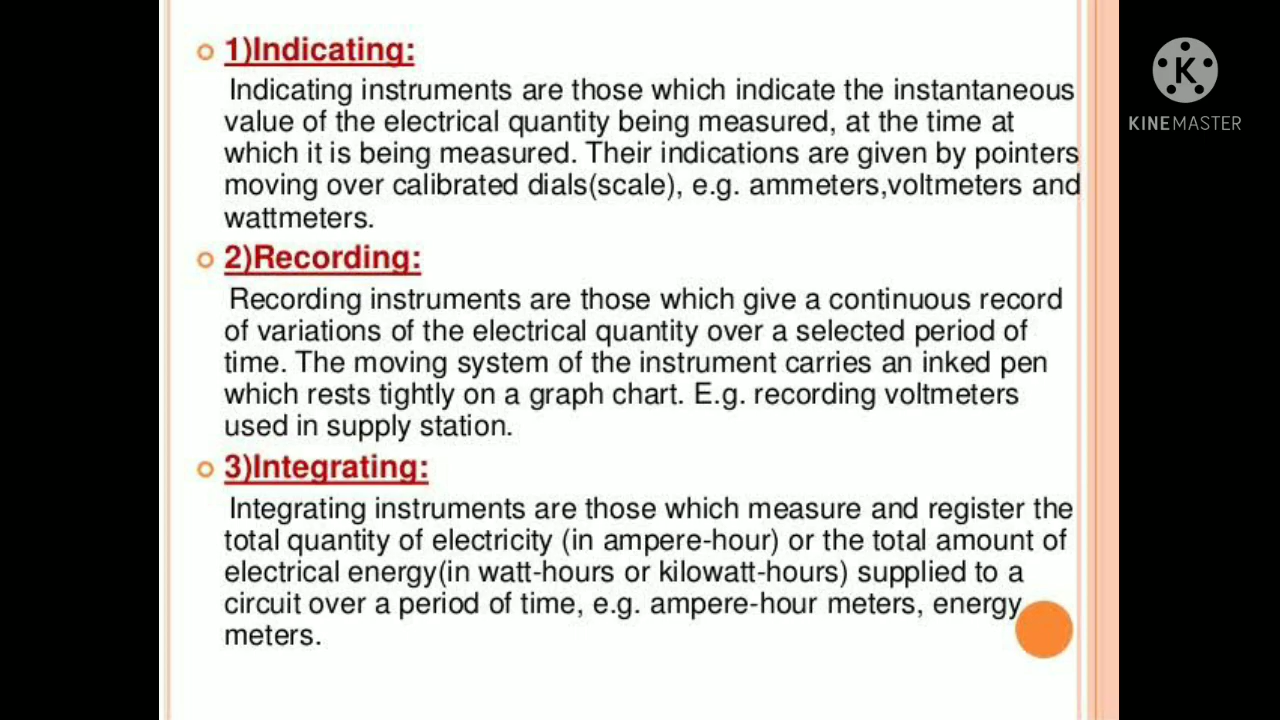 1)Indicating:
Indicating instruments are those which indicate the instantaneous
value of the electrical quantity being measured, at the time at
which it is being measured. Their indications are given by pointers
moving over calibrated dials(scale), e.g. ammeters,voltmeters and
wattmeters.
2)Recording:
Recording instruments are those which give a continuous record
of variations of the electrical quantity over a selected period of
time. The moving system of the instrument carries an inked pen
which rests tightly on a graph chart. E.g. recording voltmeters
used in supply station.
3)Integrating:
Integrating instruments are those which measure and register the
total quantity of electricity (in ampere-hour) or the total amount of
electrical energy(in watt-hours or kilowatt-hours) supplied to a
circuit over a period of time, e.g. ampere-hour meters, energy
meters.
K
KINEMASTER